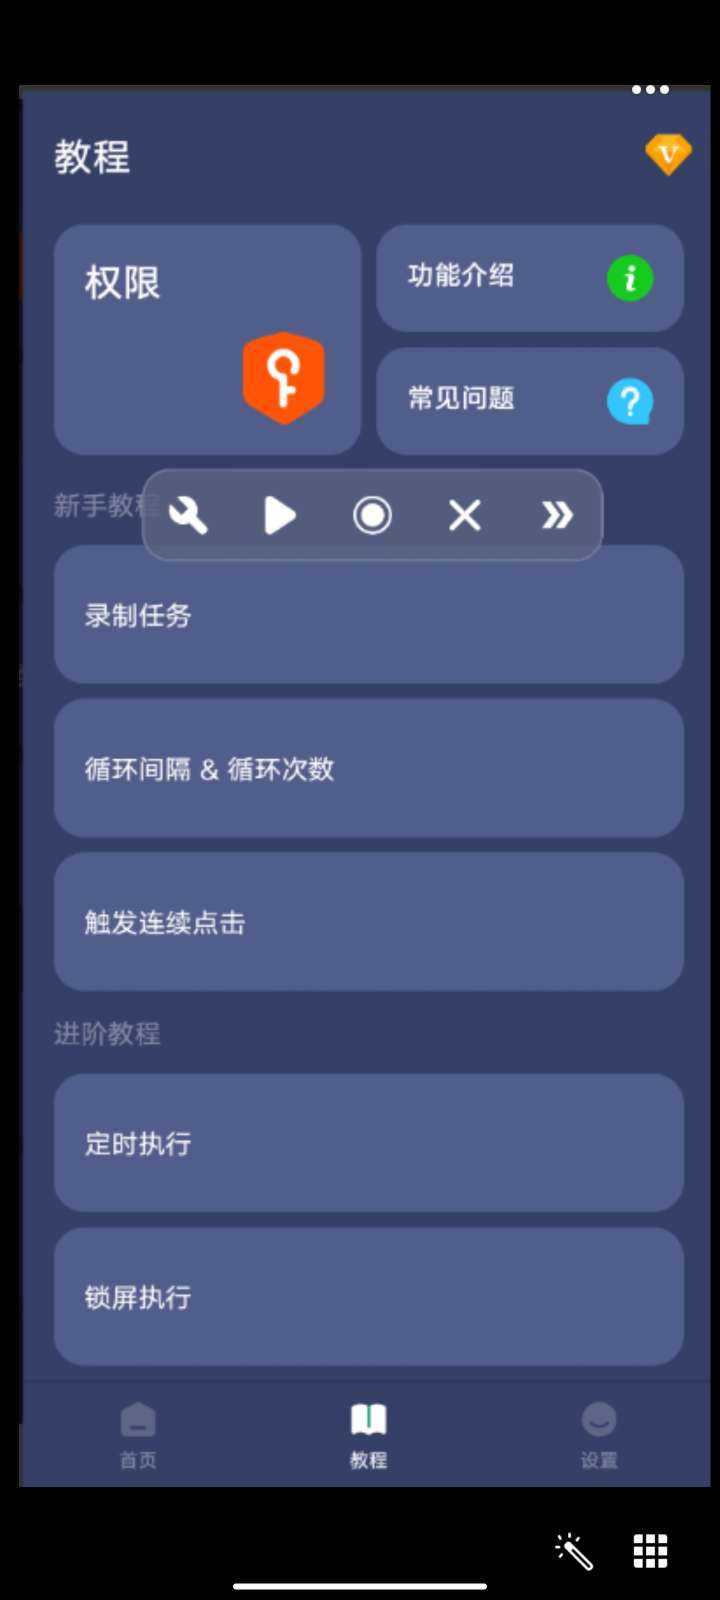 教程
权限
功能介绍
常见问题
新手教程
录制任务
循环间隔 & 循环次数
触发连续点击
进阶教程
定时执行
锁屏执行
首页
教程
设置